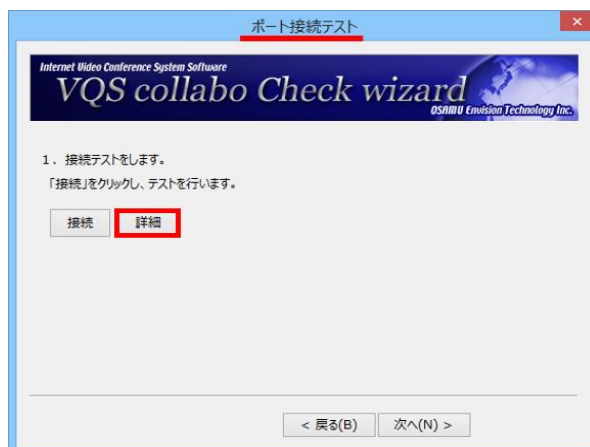 ポート接続テスト
Internet Video Conference System Software
VQS collabo Check wizard
OSAMU Envision Technology Inc.
1. 接続テストをします。
「接続」をクリックし、テストを行います。
接続 詳細
< 戻る(B) 次へ(N) >